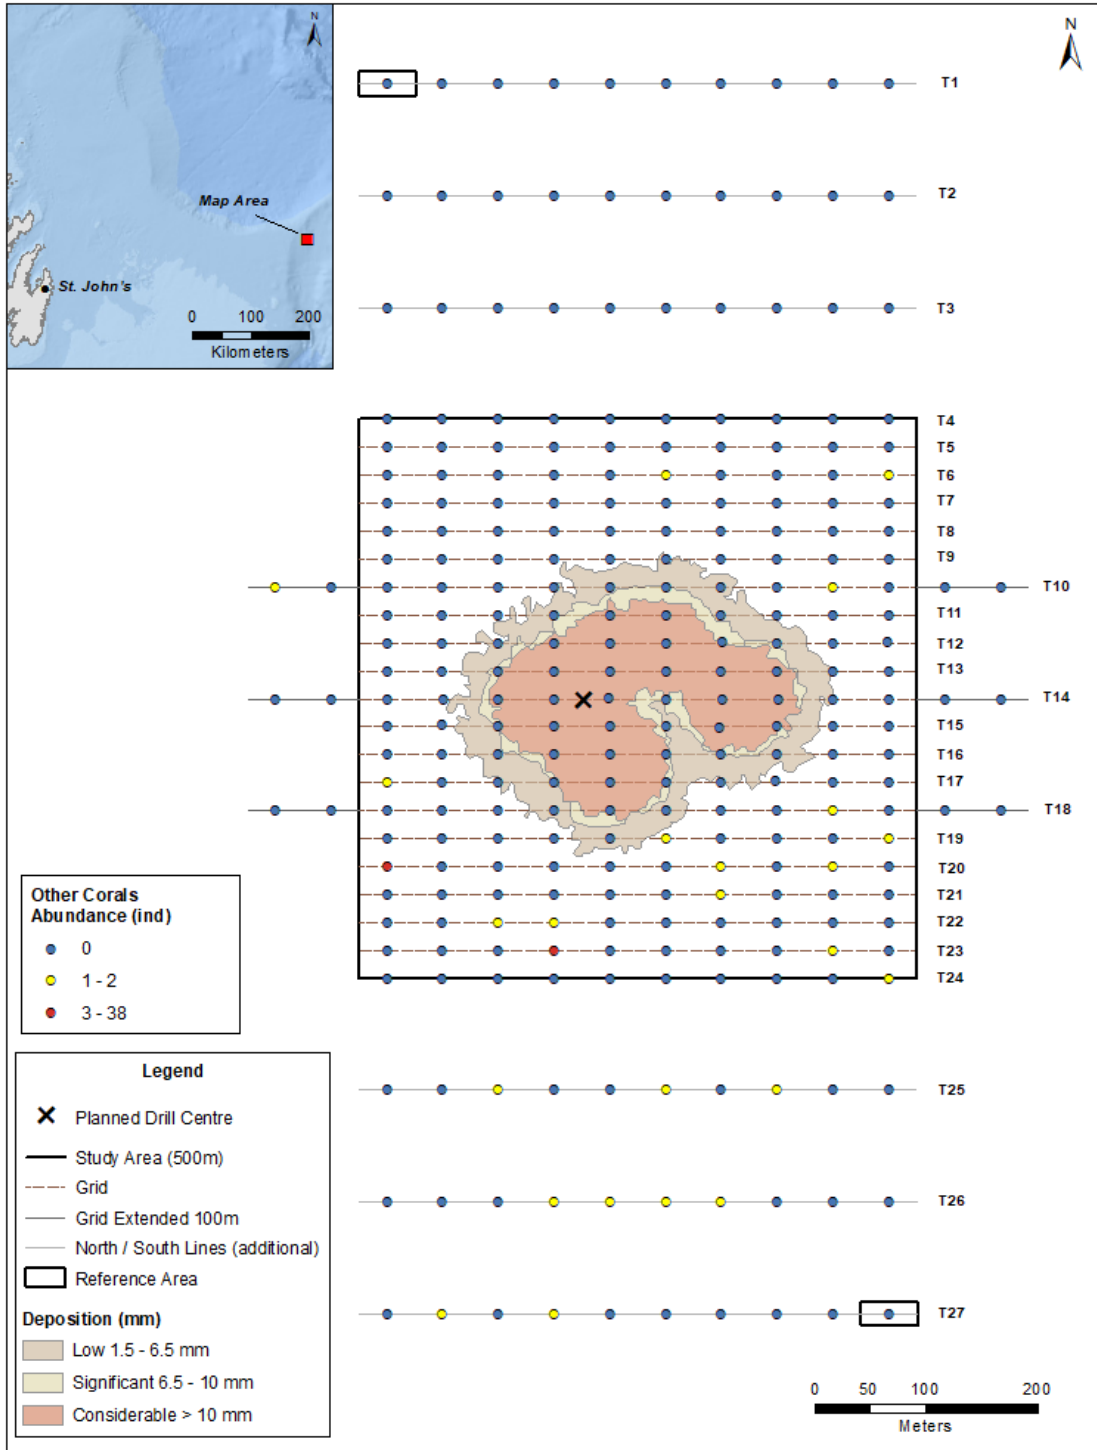 N
N
T1
T2
Map Area
St. John's
0 100 200
Kilometers
T3
T4
T5
T6
T7
T8
T9
T10
T11
T12
T13
T14
T15
T16
T17
T18
T19
T20
T21
T22
T23
T24
T25
T26
T27
Other Corals
Abundance (ind)
0
1 - 2
3 - 38
Legend
Planned Drill Centre
Study Area (500m)
Grid
Grid Extended 100m
North / South Lines (additional)
Reference Area
Deposition (mm)
Low 1.5 - 6.5 mm
Significant 6.5 - 10 mm
Considerable > 10 mm
0 50 100 200
Meters